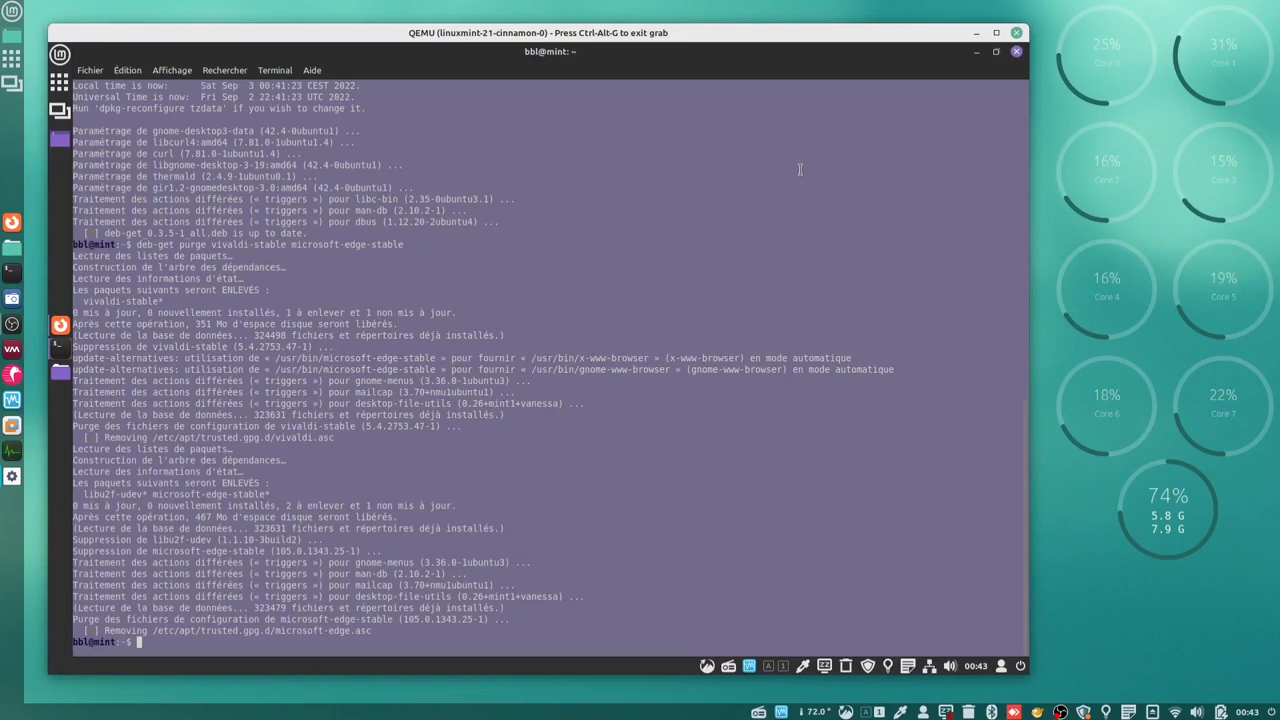 QEMU (linuxmint-21-cinnamon-0) - Press Ctrl-Alt-G to exit grab
bbl@mint: ~
Fichier Édition Affichage Rechercher Terminal Aide
Local time is now:      Sat Sep  3 00:41:23 CEST 2022.
Universal Time is now:  Fri Sep  2 22:41:23 UTC 2022.
Run 'dpkg-reconfigure tzdata' if you wish to change it.
Paramétrage de gnome-desktop3-data (42.4-0ubuntu1) ...
Paramétrage de libcurl4:amd64 (7.81.0-1ubuntu1.4) ...
Paramétrage de curl (7.81.0-1ubuntu1.4) ...
Paramétrage de libgnome-desktop-3-19:amd64 (42.4-0ubuntu1) ...
Paramétrage de thermald (2.4.9-1ubuntu0.1) ...
Paramétrage de gir1.2-gnomedesktop-3.0:amd64 (42.4-0ubuntu1) ...
Traitement des actions différées (« triggers ») pour libc-bin (2.35-0ubuntu3.1) ...
Traitement des actions différées (« triggers ») pour man-db (2.10.2-1) ...
Traitement des actions différées (« triggers ») pour dbus (1.12.20-2ubuntu4) ...
deb-get 0.3.5-1_all.deb is up to date.
bbl@mint:~$ deb-get purge vivaldi-stable microsoft-edge-stable
Lecture des listes de paquets…
Construction de l'arbre des dépendances…
Lecture des informations d'état…
Les paquets suivants seront ENLEVÉS :
vivaldi-stable*
0 mis à jour, 0 nouvellement installés, 1 à enlever et 1 non mis à jour.
Après cette opération, 351 Mo d'espace disque seront libérés.
(Lecture de la base de données... 324498 fichiers et répertoires déjà installés.)
Suppression de vivaldi-stable (5.4.2753.47-1) ...
update-alternatives: utilisation de « /usr/bin/microsoft-edge-stable » pour fournir « /usr/bin/x-www-browser » (x-www-browser) en mode automatique
update-alternatives: utilisation de « /usr/bin/microsoft-edge-stable » pour fournir « /usr/bin/gnome-www-browser » (gnome-www-browser) en mode automatique
Traitement des actions différées (« triggers ») pour gnome-menus (3.36.0-1ubuntu3) ...
Traitement des actions différées (« triggers ») pour mailcap (3.70+nmu1ubuntu1) ...
Traitement des actions différées (« triggers ») pour desktop-file-utils (0.26+mint1+vanessa) ...
(Lecture de la base de données... 323631 fichiers et répertoires déjà installés.)
Purge des fichiers de configuration de vivaldi-stable (5.4.2753.47-1) ...
Removing /etc/apt/trusted.gpg.d/vivaldi.asc
Lecture des listes de paquets…
Construction de l'arbre des dépendances…
Lecture des informations d'état…
Les paquets suivants seront ENLEVÉS :
libu2f-udev* microsoft-edge-stable*
0 mis à jour, 0 nouvellement installés, 2 à enlever et 1 non mis à jour.
Après cette opération, 467 Mo d'espace disque seront libérés.
(Lecture de la base de données... 323631 fichiers et répertoires déjà installés.)
Suppression de libu2f-udev (1.1.10-3build2) ...
Suppression de microsoft-edge-stable (105.0.1343.25-1) ...
Traitement des actions différées (« triggers ») pour gnome-menus (3.36.0-1ubuntu3) ...
Traitement des actions différées (« triggers ») pour man-db (2.10.2-1) ...
Traitement des actions différées (« triggers ») pour mailcap (3.70+nmu1ubuntu1) ...
Traitement des actions différées (« triggers ») pour desktop-file-utils (0.26+mint1+vanessa) ...
(Lecture de la base de données... 323479 fichiers et répertoires déjà installés.)
Purge des fichiers de configuration de microsoft-edge-stable (105.0.1343.25-1) ...
Removing /etc/apt/trusted.gpg.d/microsoft-edge.asc
bbl@mint:~$
00:43
25%
Core 0
31%
Core 1
16%
Core 2
15%
Core 3
16%
Core 4
19%
Core 5
18%
Core 6
22%
Core 7
74%
5.8 G
7.9 G
72.0°
00:43